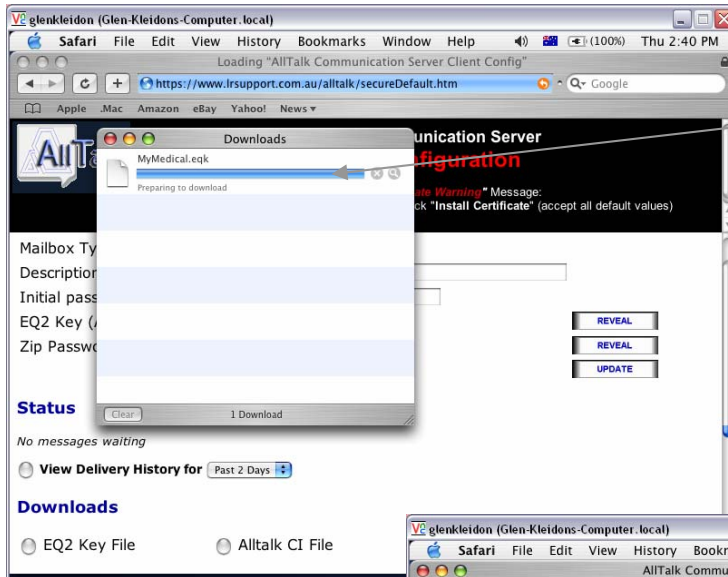 V2 glenkleidon (Glen-Kleidons-Computer.local)
Safari File Edit View History Bookmarks Window Help (100%) Thu 2:40 PM
Loading "AllTalk Communication Server Client Config"
https://www.lrsupport.com.au/alltalk/secureDefault.htm Google
Apple .Mac Amazon eBay Yahoo! News
Downloads
MyMedical.eqk
Preparing to download
unication Server
figuration
ate Warning" Message:
ck "Install Certificate" (accept all default values)
Mailbox Ty
Description
Initial pass
EQ2 Key (A
REVEAL
Zip Passwo
REVEAL
UPDATE
Clear 1 Download
Status
No messages waiting
View Delivery History for Past 2 Days
Downloads
EQ2 Key File Alltalk CI File
V2 glenkleidon (Glen-Kleidons-Computer.local)
Safari File Edit View History Bookr
AllTalk Commu